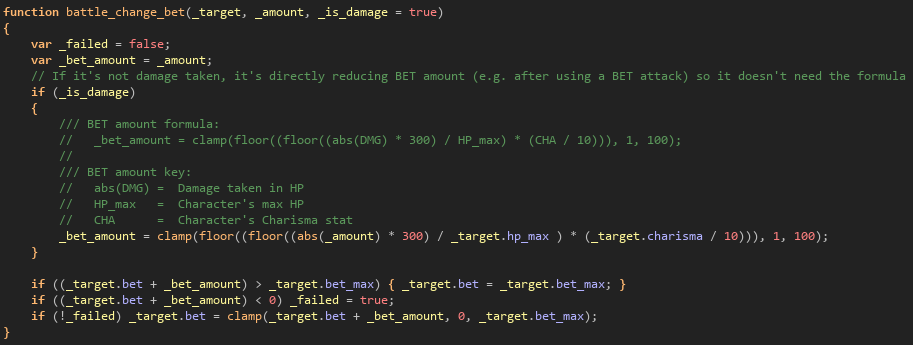 function battle_change_bet(_target, _amount, _is_damage = true)
{
    var _failed = false;
    var _bet_amount = _amount;
    // If it's not damage taken, it's directly reducing BET amount (e.g. after using a BET attack) so it doesn't need the formula
    if (_is_damage)
    {
        /// BET amount formula:
        //   _bet_amount = clamp(floor((floor((abs(DMG) * 300) / HP_max) * (CHA / 10))), 1, 100);
        //
        /// BET amount key:
        //   abs(DMG) =  Damage taken in HP
        //   HP_max   =  Character's max HP
        //   CHA      =  Character's Charisma stat
        _bet_amount = clamp(floor((floor((abs(_amount) * 300) / _target.hp_max ) * (_target.charisma / 10))), 1, 100);
    }

    if ((_target.bet + _bet_amount) > _target.bet_max) { _target.bet = _target.bet_max; }
    if ((_target.bet + _bet_amount) < 0) _failed = true;
    if (!_failed) _target.bet = clamp(_target.bet + _bet_amount, 0, _target.bet_max);
}